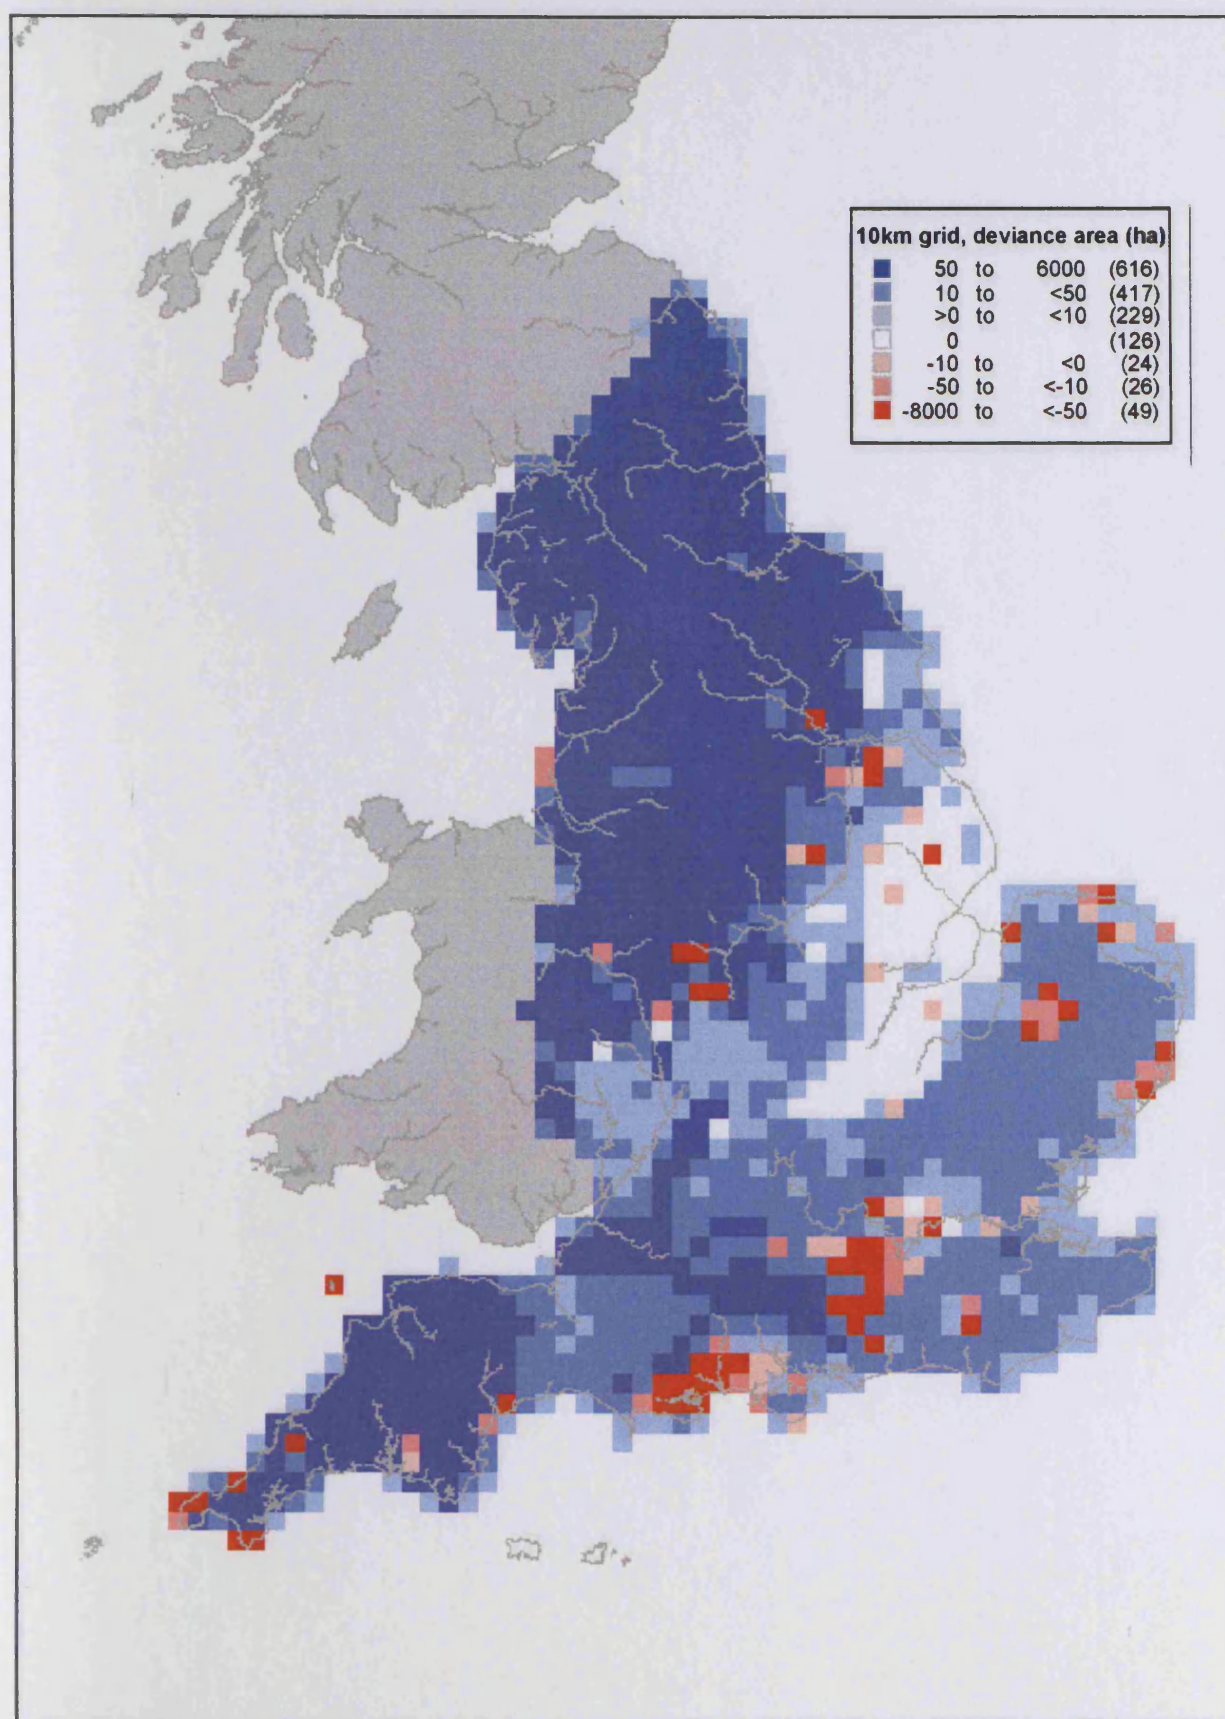 10km grid, deviance area (ha)
50 to 6000 (616)
10 to <50 (417)
>0 to <10 (229)
0 (126)
-10 to <0 (24)
-50 to <-10 (26)
-8000 to <-50 (49)